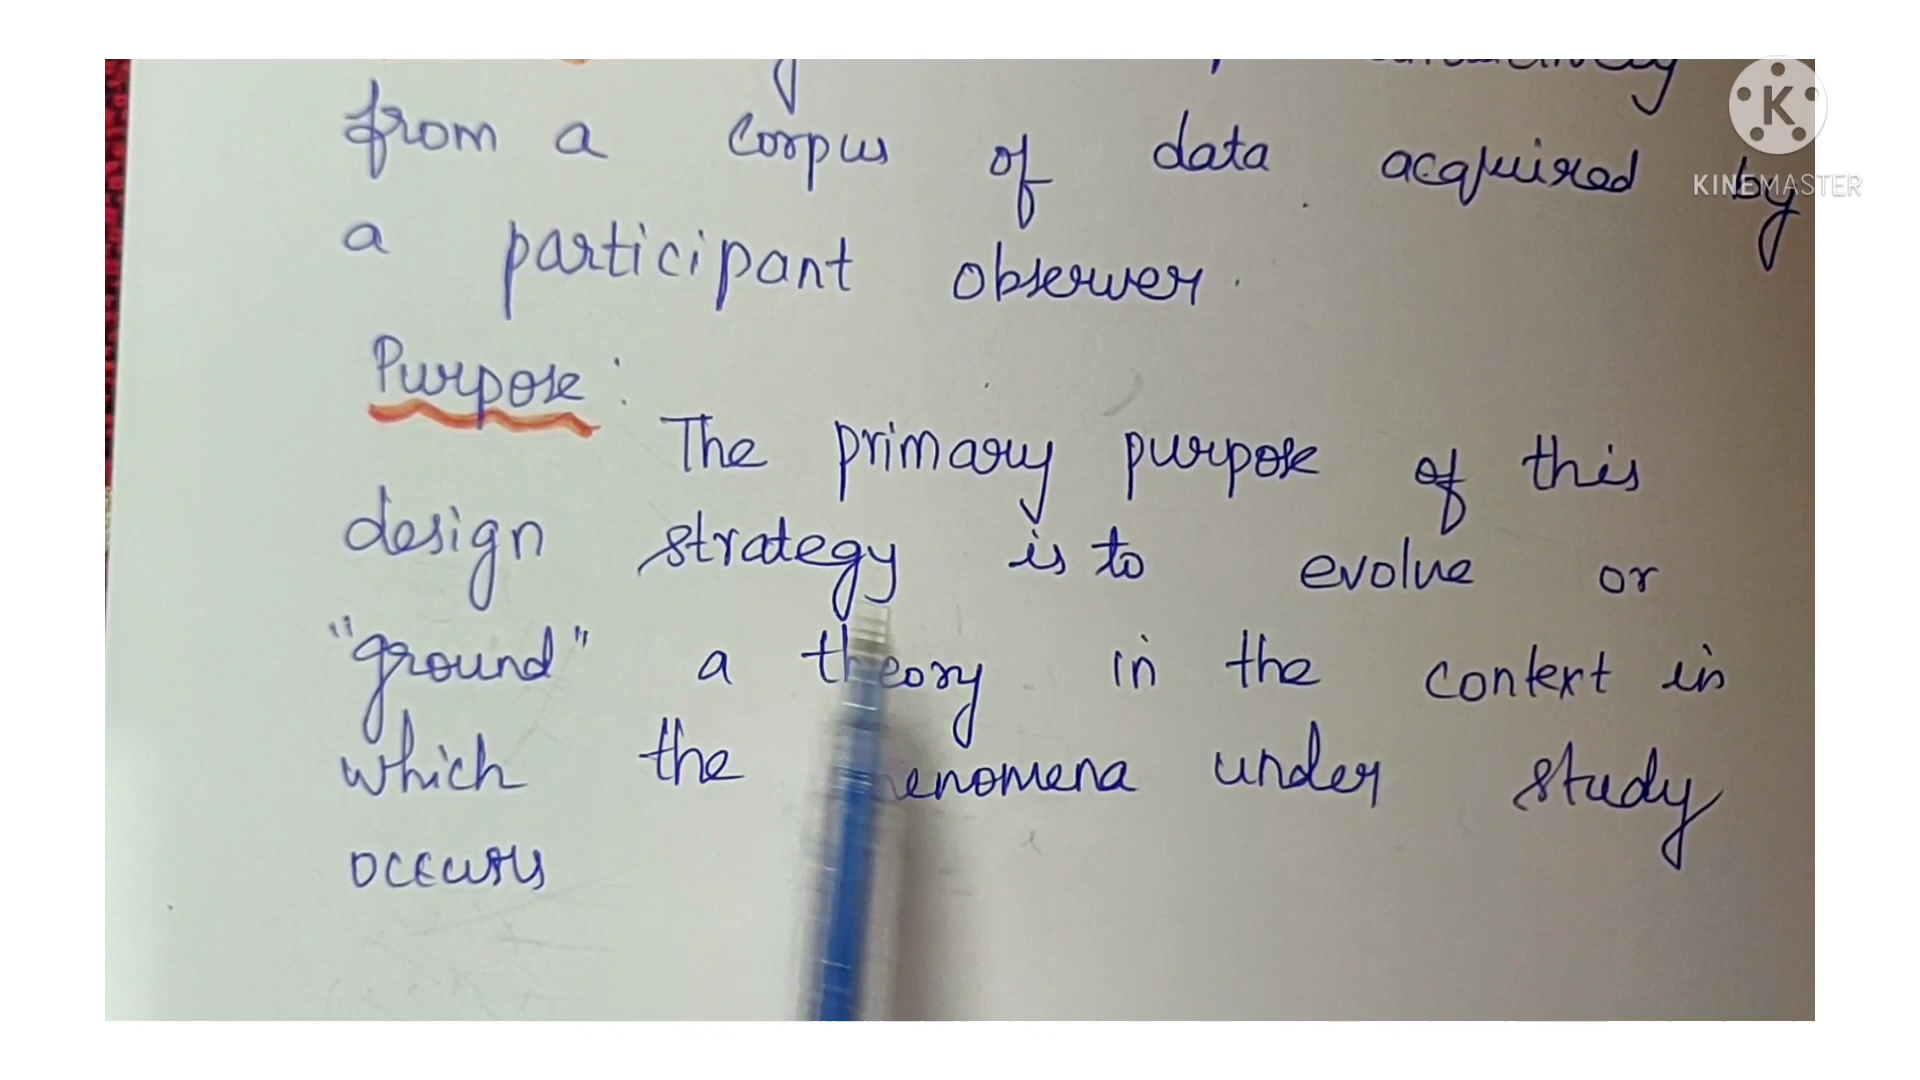 from a corpus of data acquired by
a participant observer.
Purpose:
The primary purpose of this
design strategy is to evolve or
"ground" a theory in the context in
which the phenomena under study
occurs
KINEMASTER